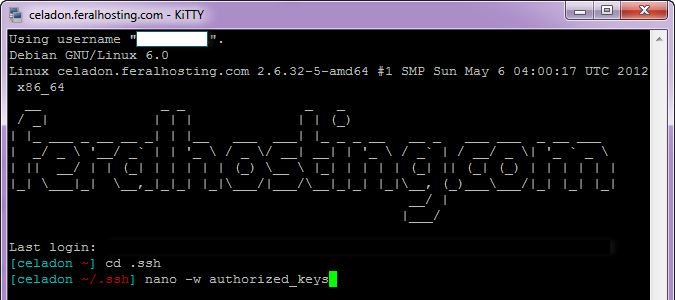 celadon.feralhosting.com - KiTTY
Using username "        ".
Debian GNU/Linux 6.0
Linux celadon.feralhosting.com 2.6.32-5-amd64 #1 SMP Sun May 6 04:00:17 UTC 2012
x86_64
feralhosting.com
Last login:
[celadon ~] cd .ssh
[celadon ~/.ssh] nano -w authorized_keys